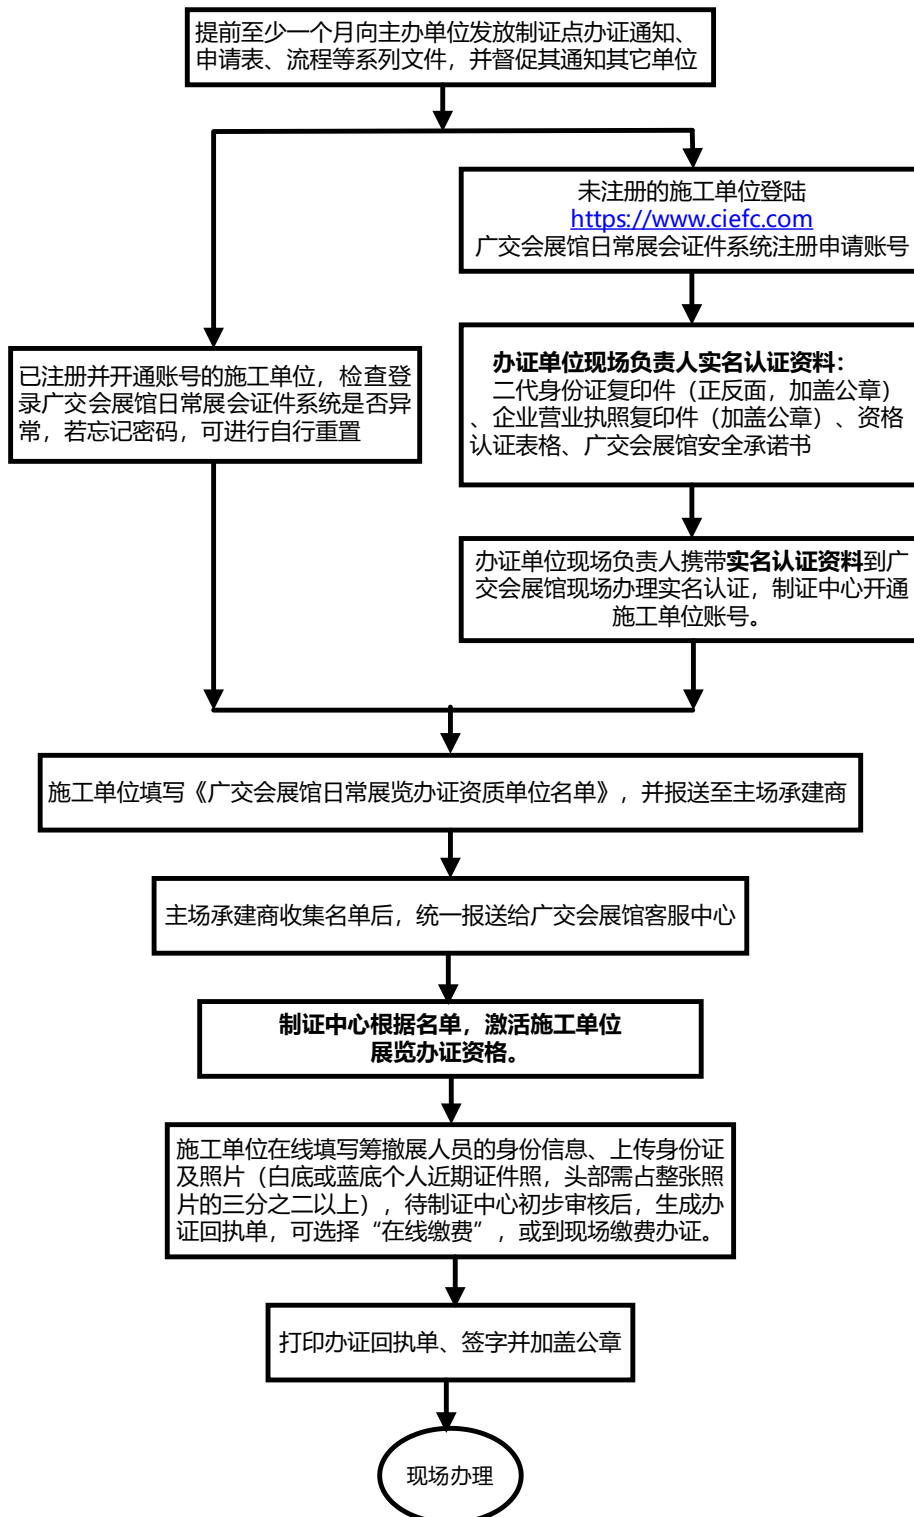 提前至少一个月向主办单位发放制证点办证通知、
申请表、流程等系列文件，并督促其通知其它单位
未注册的施工单位登陆
https://www.ciefc.com
广交会展馆日常展会证件系统注册申请账号
已注册并开通账号的施工单位，检查登
录广交会展馆日常展会证件系统是否异
常，若忘记密码，可进行自行重置
办证单位现场负责人实名认证资料：
二代身份证复印件（正反面，加盖公章）
、企业营业执照复印件（加盖公章）、资格
认证表格、广交会展馆安全承诺书
办证单位现场负责人携带实名认证资料到广
交会展馆现场办理实名认证，制证中心开通
施工单位账号。
施工单位填写《广交会展馆日常展览办证资质单位名单》，并报送至主场承建商
主场承建商收集名单后，统一报送给广交会展馆客服中心
制证中心根据名单，激活施工单位
展览办证资格。
施工单位在线填写筹撤展人员的身份信息、上传身份证
及照片（白底或蓝底个人近期证件照，头部需占整张照
片的三分之二以上），待制证中心初步审核后，生成办
证回执单，可选择“在线缴费”，或到现场缴费办证。
打印办证回执单、签字并加盖公章
现场办理